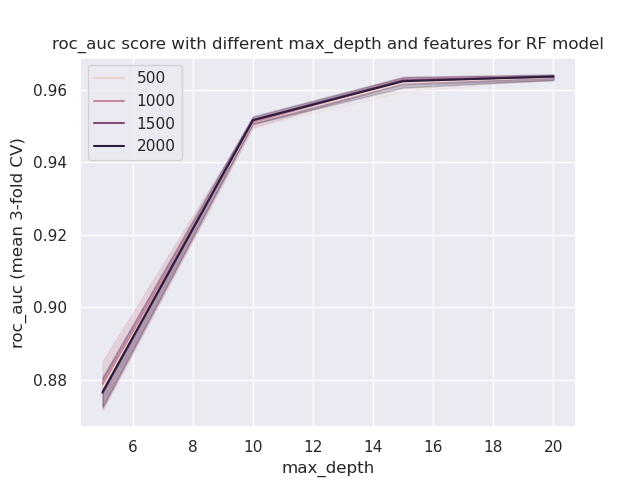 roc_auc score with different max_depth and features for RF model
500
1000
1500
2000
0.96
0.94
0.92
0.90
0.88
roc_auc (mean 3-fold CV)
6 8 10 12 14 16 18 20
max_depth